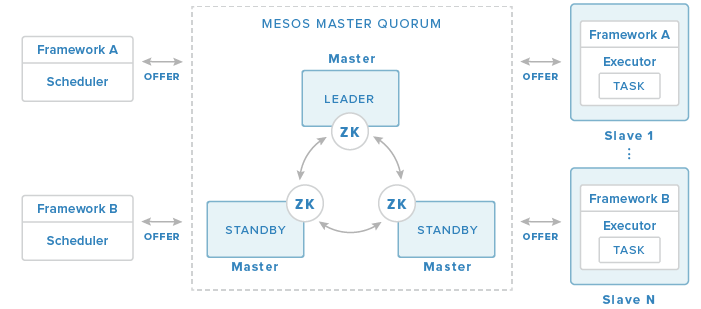 MESOS MASTER QUORUM
Framework A
Scheduler
OFFER
Master
LEADER
ZK
ZK
STANDBY
Master
ZK
STANDBY
Master
Framework B
Scheduler
OFFER
OFFER
Framework A
Executor
TASK
Slave 1
⋮
OFFER
Framework B
Executor
TASK
Slave N